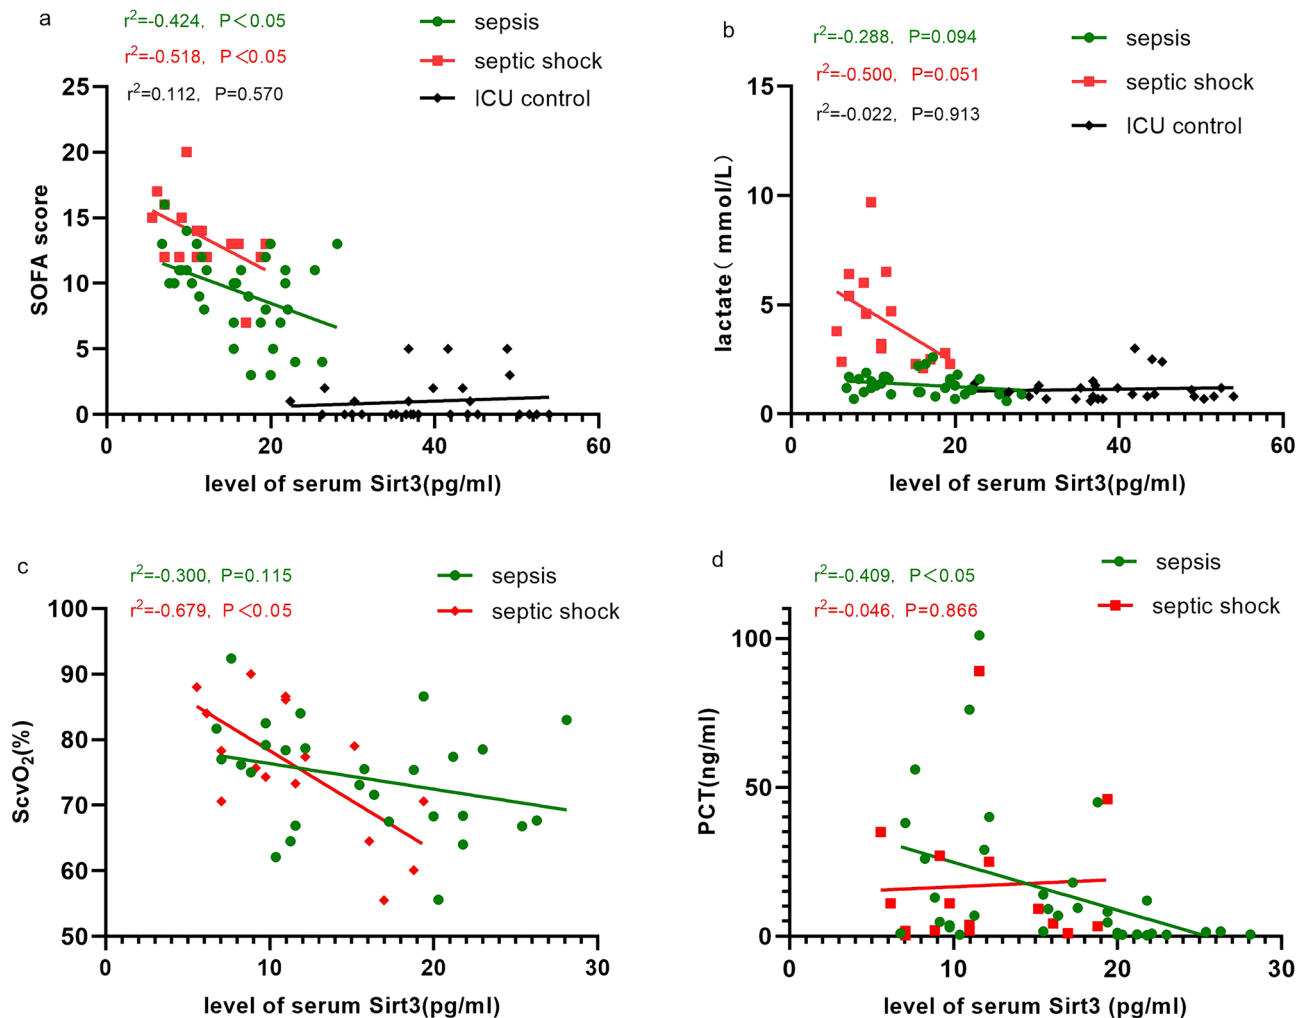 a
r²=-0.424, P<0.05
r²=-0.518, P<0.05
r²=0.112, P=0.570
sepsis
septic shock
ICU control
25
20
15
10
5
0
SOFA score
0 20 40 60
level of serum Sirt3(pg/ml)
b
r²=-0.288, P=0.094
r²=-0.500, P=0.051
r²=-0.022, P=0.913
sepsis
septic shock
ICU control
15
10
5
0
lactate（mmol/L）
0 20 40 60
level of serum Sirt3(pg/ml)
c
r²=-0.300, P=0.115
r²=-0.679, P<0.05
sepsis
septic shock
100
90
80
70
60
50
ScvO₂(%)
0 10 20 30
level of serum Sirt3(pg/ml)
d
r²=-0.409, P<0.05
r²=-0.046, P=0.866
sepsis
septic shock
100
50
0
PCT(ng/ml)
0 10 20 30
level of serum Sirt3 (pg/ml)